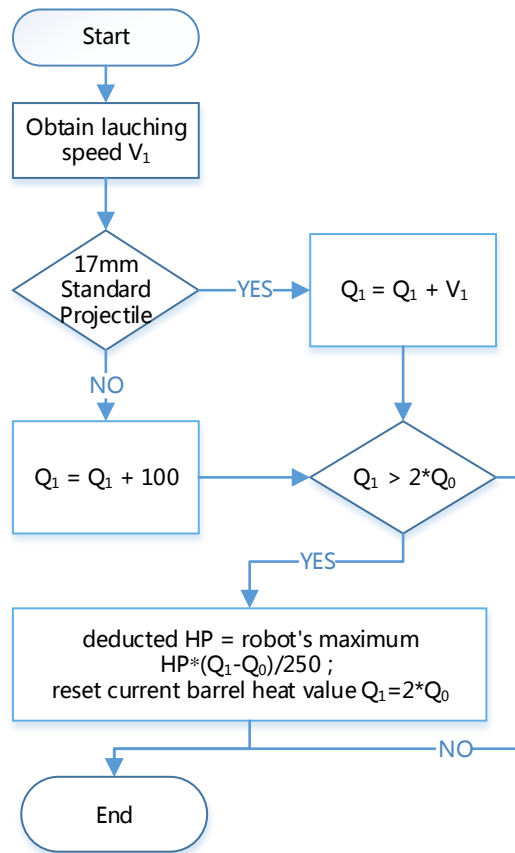 Start
Obtain lauching
speed V₁
17mm
Standard
Projectile
YES
Q₁ = Q₁ + V₁
NO
Q₁ = Q₁ + 100
Q₁ > 2*Q₀
YES
deducted HP = robot's maximum
HP*(Q₁-Q₀)/250 ;
reset current barrel heat value Q₁=2*Q₀
NO
End